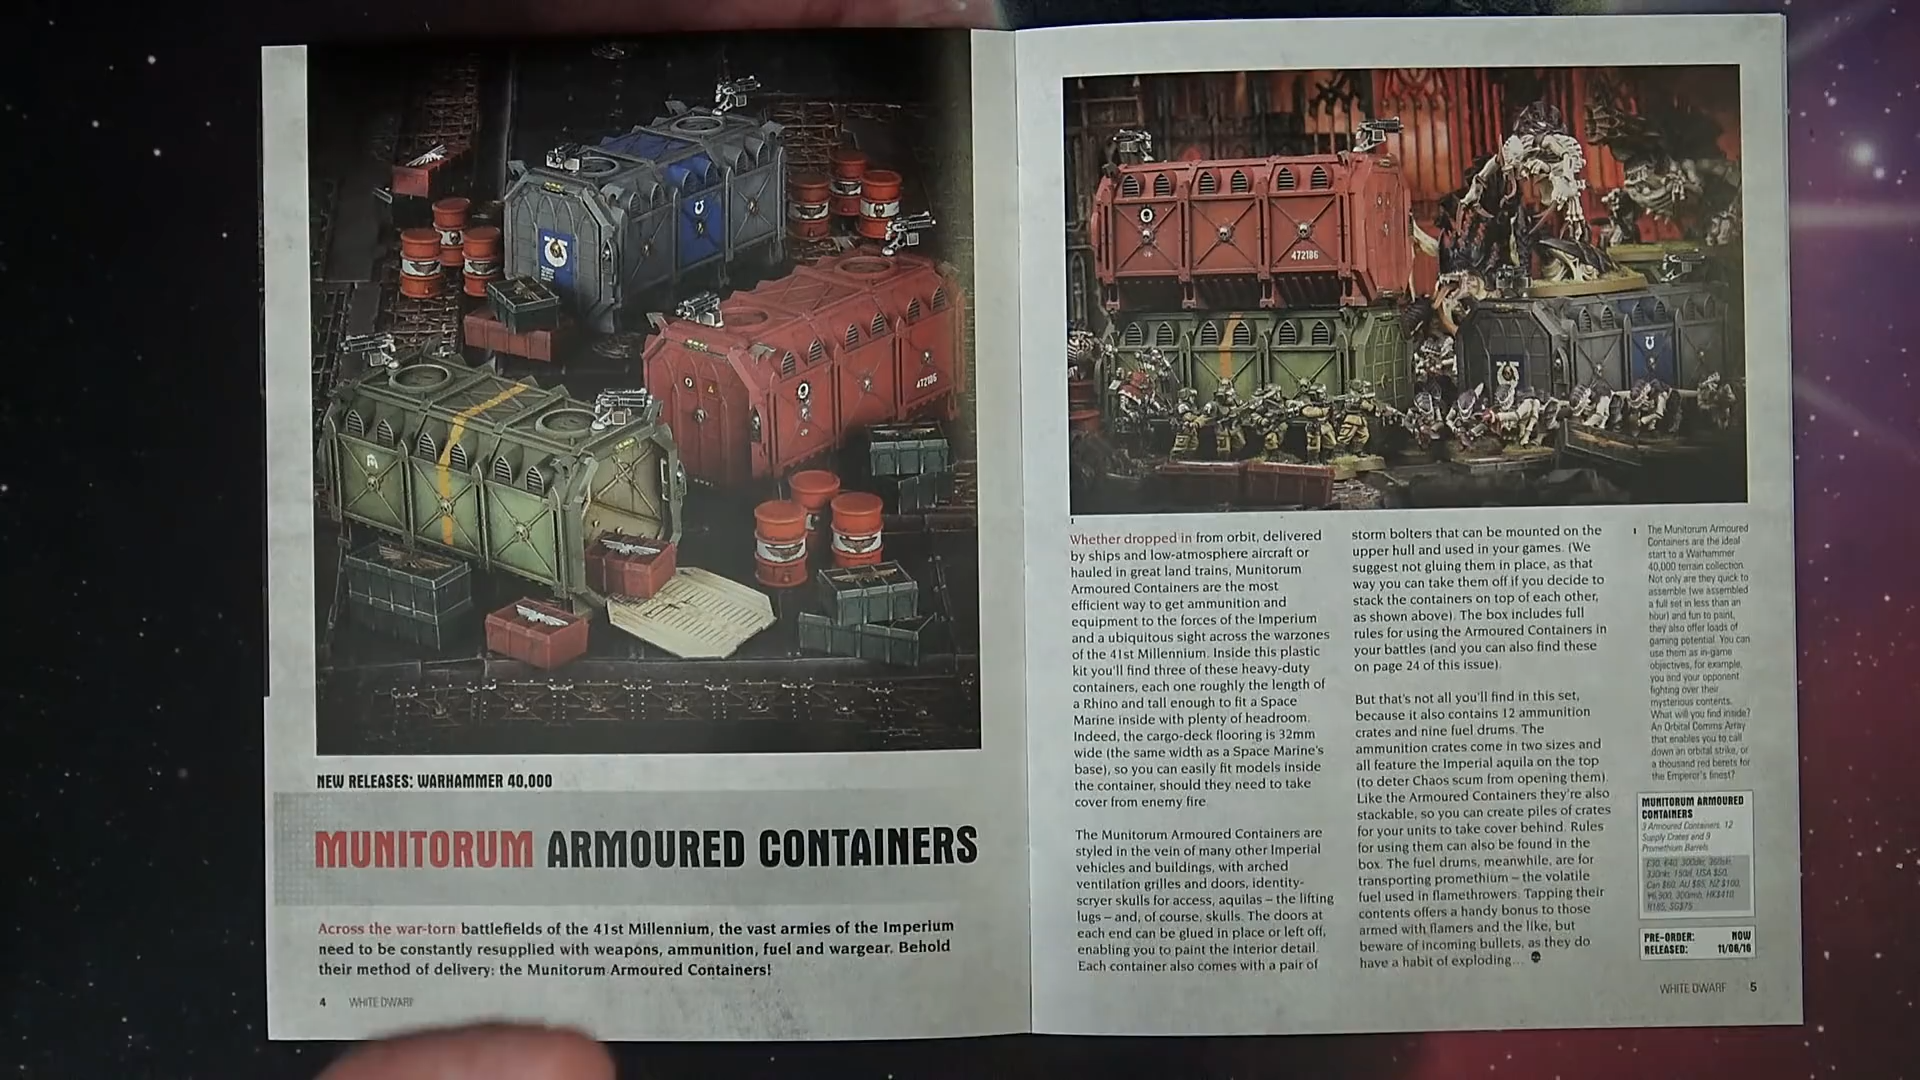 472186
NEW RELEASES: WARHAMMER 40,000
MUNITORUM ARMOURED CONTAINERS
Across the war-torn battlefields of the 41st Millennium, the vast armies of the Imperium
need to be constantly resupplied with weapons, ammunition, fuel and wargear. Behold
their method of delivery: the Munitorum Armoured Containers!
4 WHITE DWARF
472186
Whether dropped in from orbit, delivered
by ships and low-atmosphere aircraft or
hauled in great land trains, Munitorum
Armoured Containers are the most
efficient way to get ammunition and
equipment to the forces of the Imperium
and a ubiquitous sight across the warzones
of the 41st Millennium. Inside this plastic
kit you'll find three of these heavy-duty
containers, each one roughly the length of
a Rhino and tall enough to fit a Space
Marine inside with plenty of headroom.
Indeed, the cargo-deck flooring is 32mm
wide (the same width as a Space Marine's
base), so you can easily fit models inside
the container, should they need to take
cover from enemy fire.
The Munitorum Armoured Containers are
styled in the vein of many other Imperial
vehicles and buildings, with arched
ventilation grilles and doors, identity-
scryer skulls for access, aquilas – the lifting
lugs – and, of course, skulls. The doors at
each end can be glued in place or left off,
enabling you to paint the interior detail.
Each container also comes with a pair of
storm bolters that can be mounted on the
upper hull and used in your games. (We
suggest not gluing them in place, as that
way you can take them off if you decide to
stack the containers on top of each other,
as shown above). The box includes full
rules for using the Armoured Containers in
your battles (and you can also find these
on page 24 of this issue).
But that's not all you'll find in this set,
because it also contains 12 ammunition
crates and nine fuel drums. The
ammunition crates come in two sizes and
all feature the Imperial aquila on the top
(to deter Chaos scum from opening them).
Like the Armoured Containers they're also
stackable, so you can create piles of crates
for your units to take cover behind. Rules
for using them can also be found in the
box. The fuel drums, meanwhile, are for
transporting promethium – the volatile
fuel used in flamethrowers. Tapping their
contents offers a handy bonus to those
armed with flamers and the like, but
beware of incoming bullets, as they do
have a habit of exploding...
1 The Munitorum Armoured
Containers are the ideal
start to a Warhammer
40,000 terrain collection.
Not only are they quick to
assemble (we assembled
a full set in less than an
hour) and fun to paint,
they also offer loads of
gaming potential. You can
use them as in-game
objectives, for example,
you and your opponent
fighting over their
mysterious contents.
What will you find inside?
An Orbital Comms Array
that enables you to call
down an orbital strike, or
a thousand red berets for
the Emperor's finest?
MUNITORUM ARMOURED
CONTAINERS
3 Armoured Containers, 12
Supply Crates and 9
Promethium Barrels
£30, €40, 300dkr, 360skr,
330nkr, 150zł, USA $50,
Can $60, AU $85, NZ $100,
¥6,900, 300rmb, HK$410
PRE-ORDER: NOW
RELEASED: 11/06/16
WHITE DWARF 5